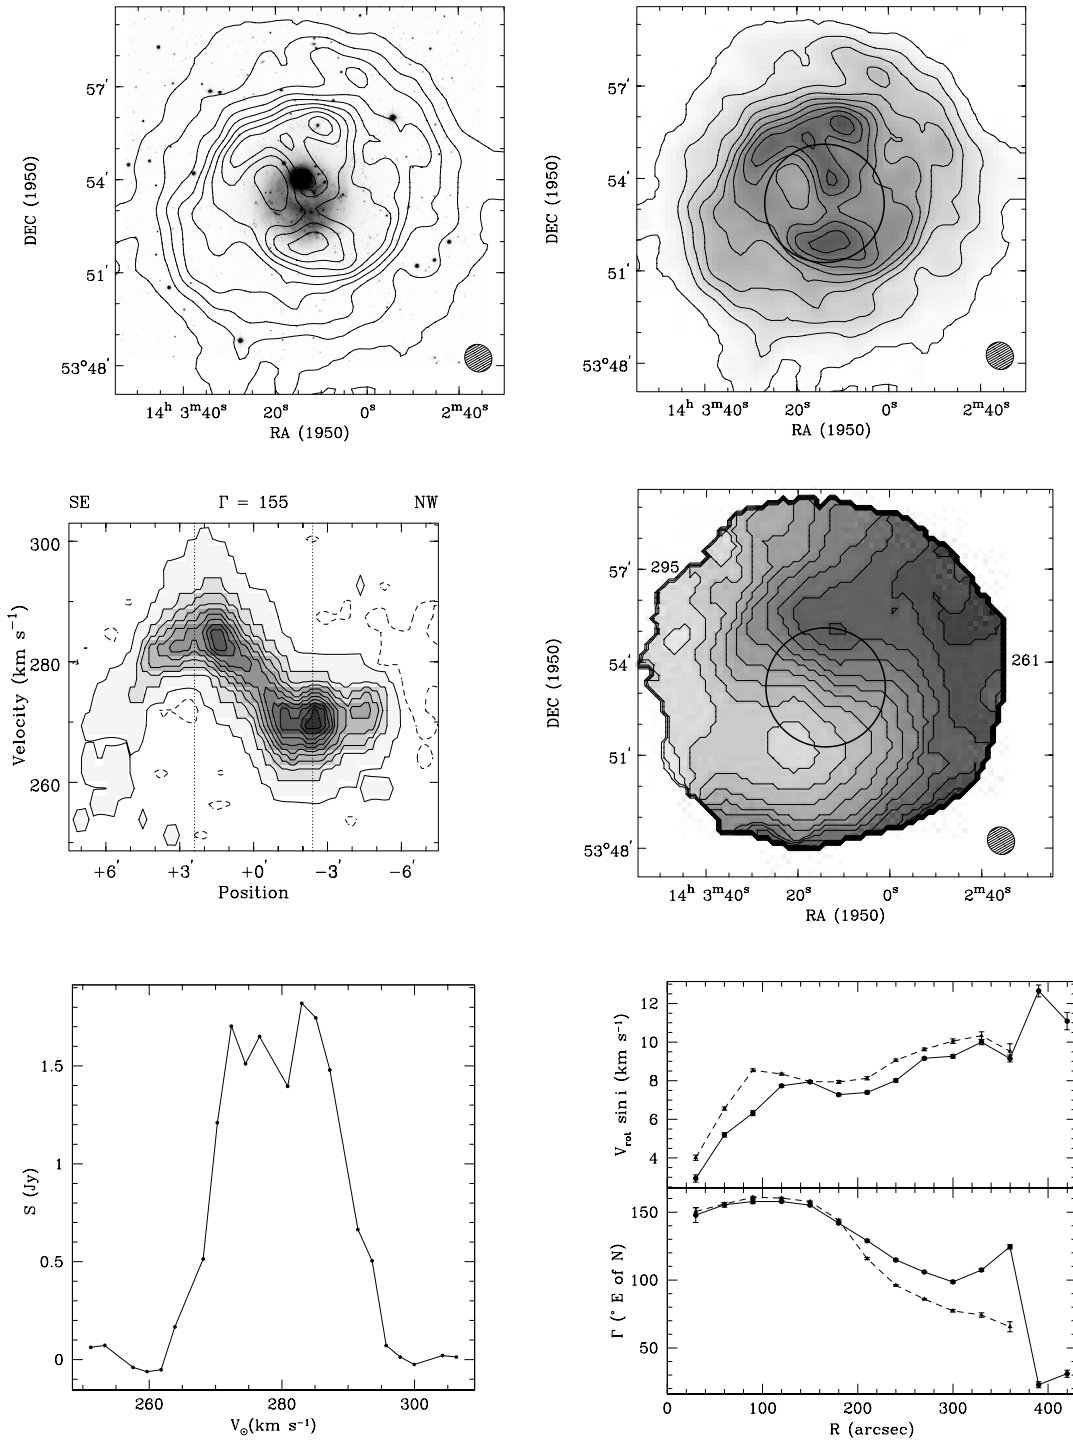 DEC (1950)
57′
54′
51′
53°48′
14ʰ 3ᵐ40ˢ 20ˢ 0ˢ 2ᵐ40ˢ
RA (1950)
DEC (1950)
57′
54′
51′
53°48′
14ʰ 3ᵐ40ˢ 20ˢ 0ˢ 2ᵐ40ˢ
RA (1950)
SE Γ = 155 NW
Velocity (km s⁻¹)
300
280
260
+6′ +3′ +0′ −3′ −6′
Position
DEC (1950)
57′
54′
51′
53°48′
295
261
14ʰ 3ᵐ40ˢ 20ˢ 0ˢ 2ᵐ40ˢ
RA (1950)
S (Jy)
1.5
1
0.5
0
260 280 300
V⊙(km s⁻¹)
Vrot sin i (km s⁻¹)
12
10
8
6
4
Γ (° E of N)
150
100
50
0 100 200 300 400
R (arcsec)